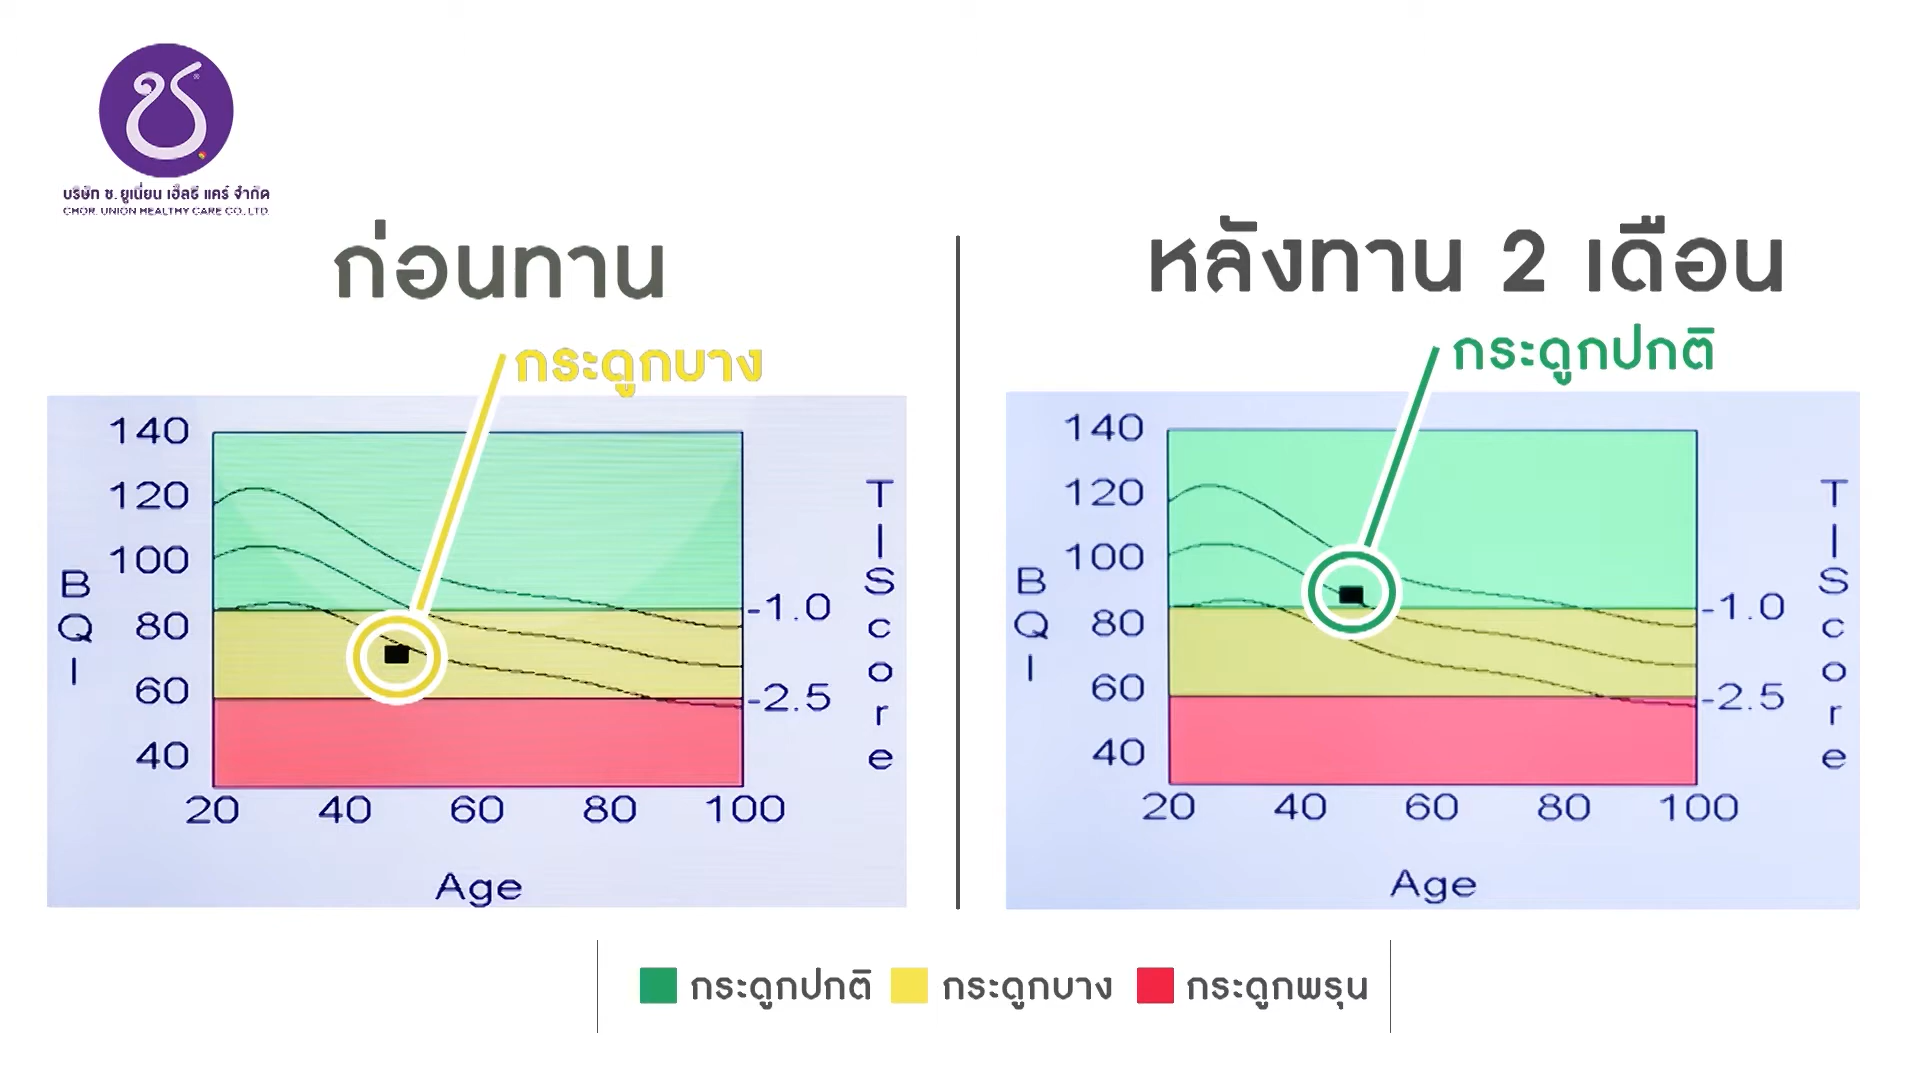 บริษัท ช. ยูเนี่ยน เฮ็ลธี แคร์ จำกัด
CHOR. UNION HEALTHY CARE CO.,LTD.
ก่อนทาน
กระดูกบาง
140
120
100
80
60
40
BQI
20 40 60 80 100
Age
-1.0
-2.5
T|Score
หลังทาน 2 เดือน
กระดูกปกติ
140
120
100
80
60
40
BQI
20 40 60 80 100
Age
-1.0
-2.5
T|Score
กระดูกปกติ กระดูกบาง กระดูกพรุน